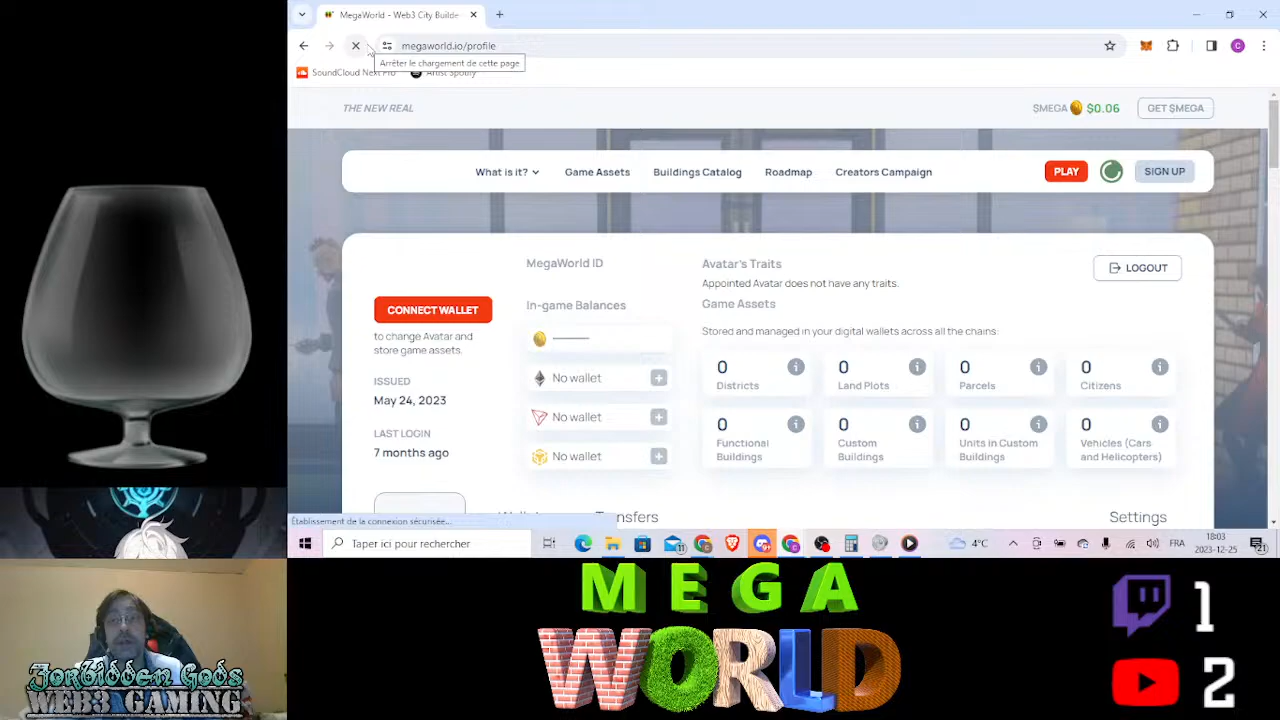 MegaWorld - Web3 City Builde
megaworld.io/profile
Arrêter le chargement de cette page
SoundCloud Next Pro
Artist Spotify
THE NEW REAL
$MEGA $0.06 GET $MEGA
What is it? Game Assets Buildings Catalog Roadmap Creators Campaign PLAY SIGN UP
MegaWorld ID
Avatar's Traits
LOGOUT
Appointed Avatar does not have any traits.
CONNECT WALLET
In-game Balances
Game Assets
to change Avatar and
store game assets.
Stored and managed in your digital wallets across all the chains.
ISSUED
May 24, 2023
LAST LOGIN
7 months ago
No wallet
No wallet
No wallet
0 0 0 0
Districts Land Plots Parcels Citizens
0 0 0 0
Functional
Buildings
Custom
Buildings
Units in Custom
Buildings
Vehicles (Cars
and Helicopters)
Transfers
Settings
Établissement de la connexion sécurisée...
Taper ici pour rechercher
4°C
FRA
18:03
2023-12-25
MEGA
WORLD
1
2
Forbidden Gods
WEB3 GAMING